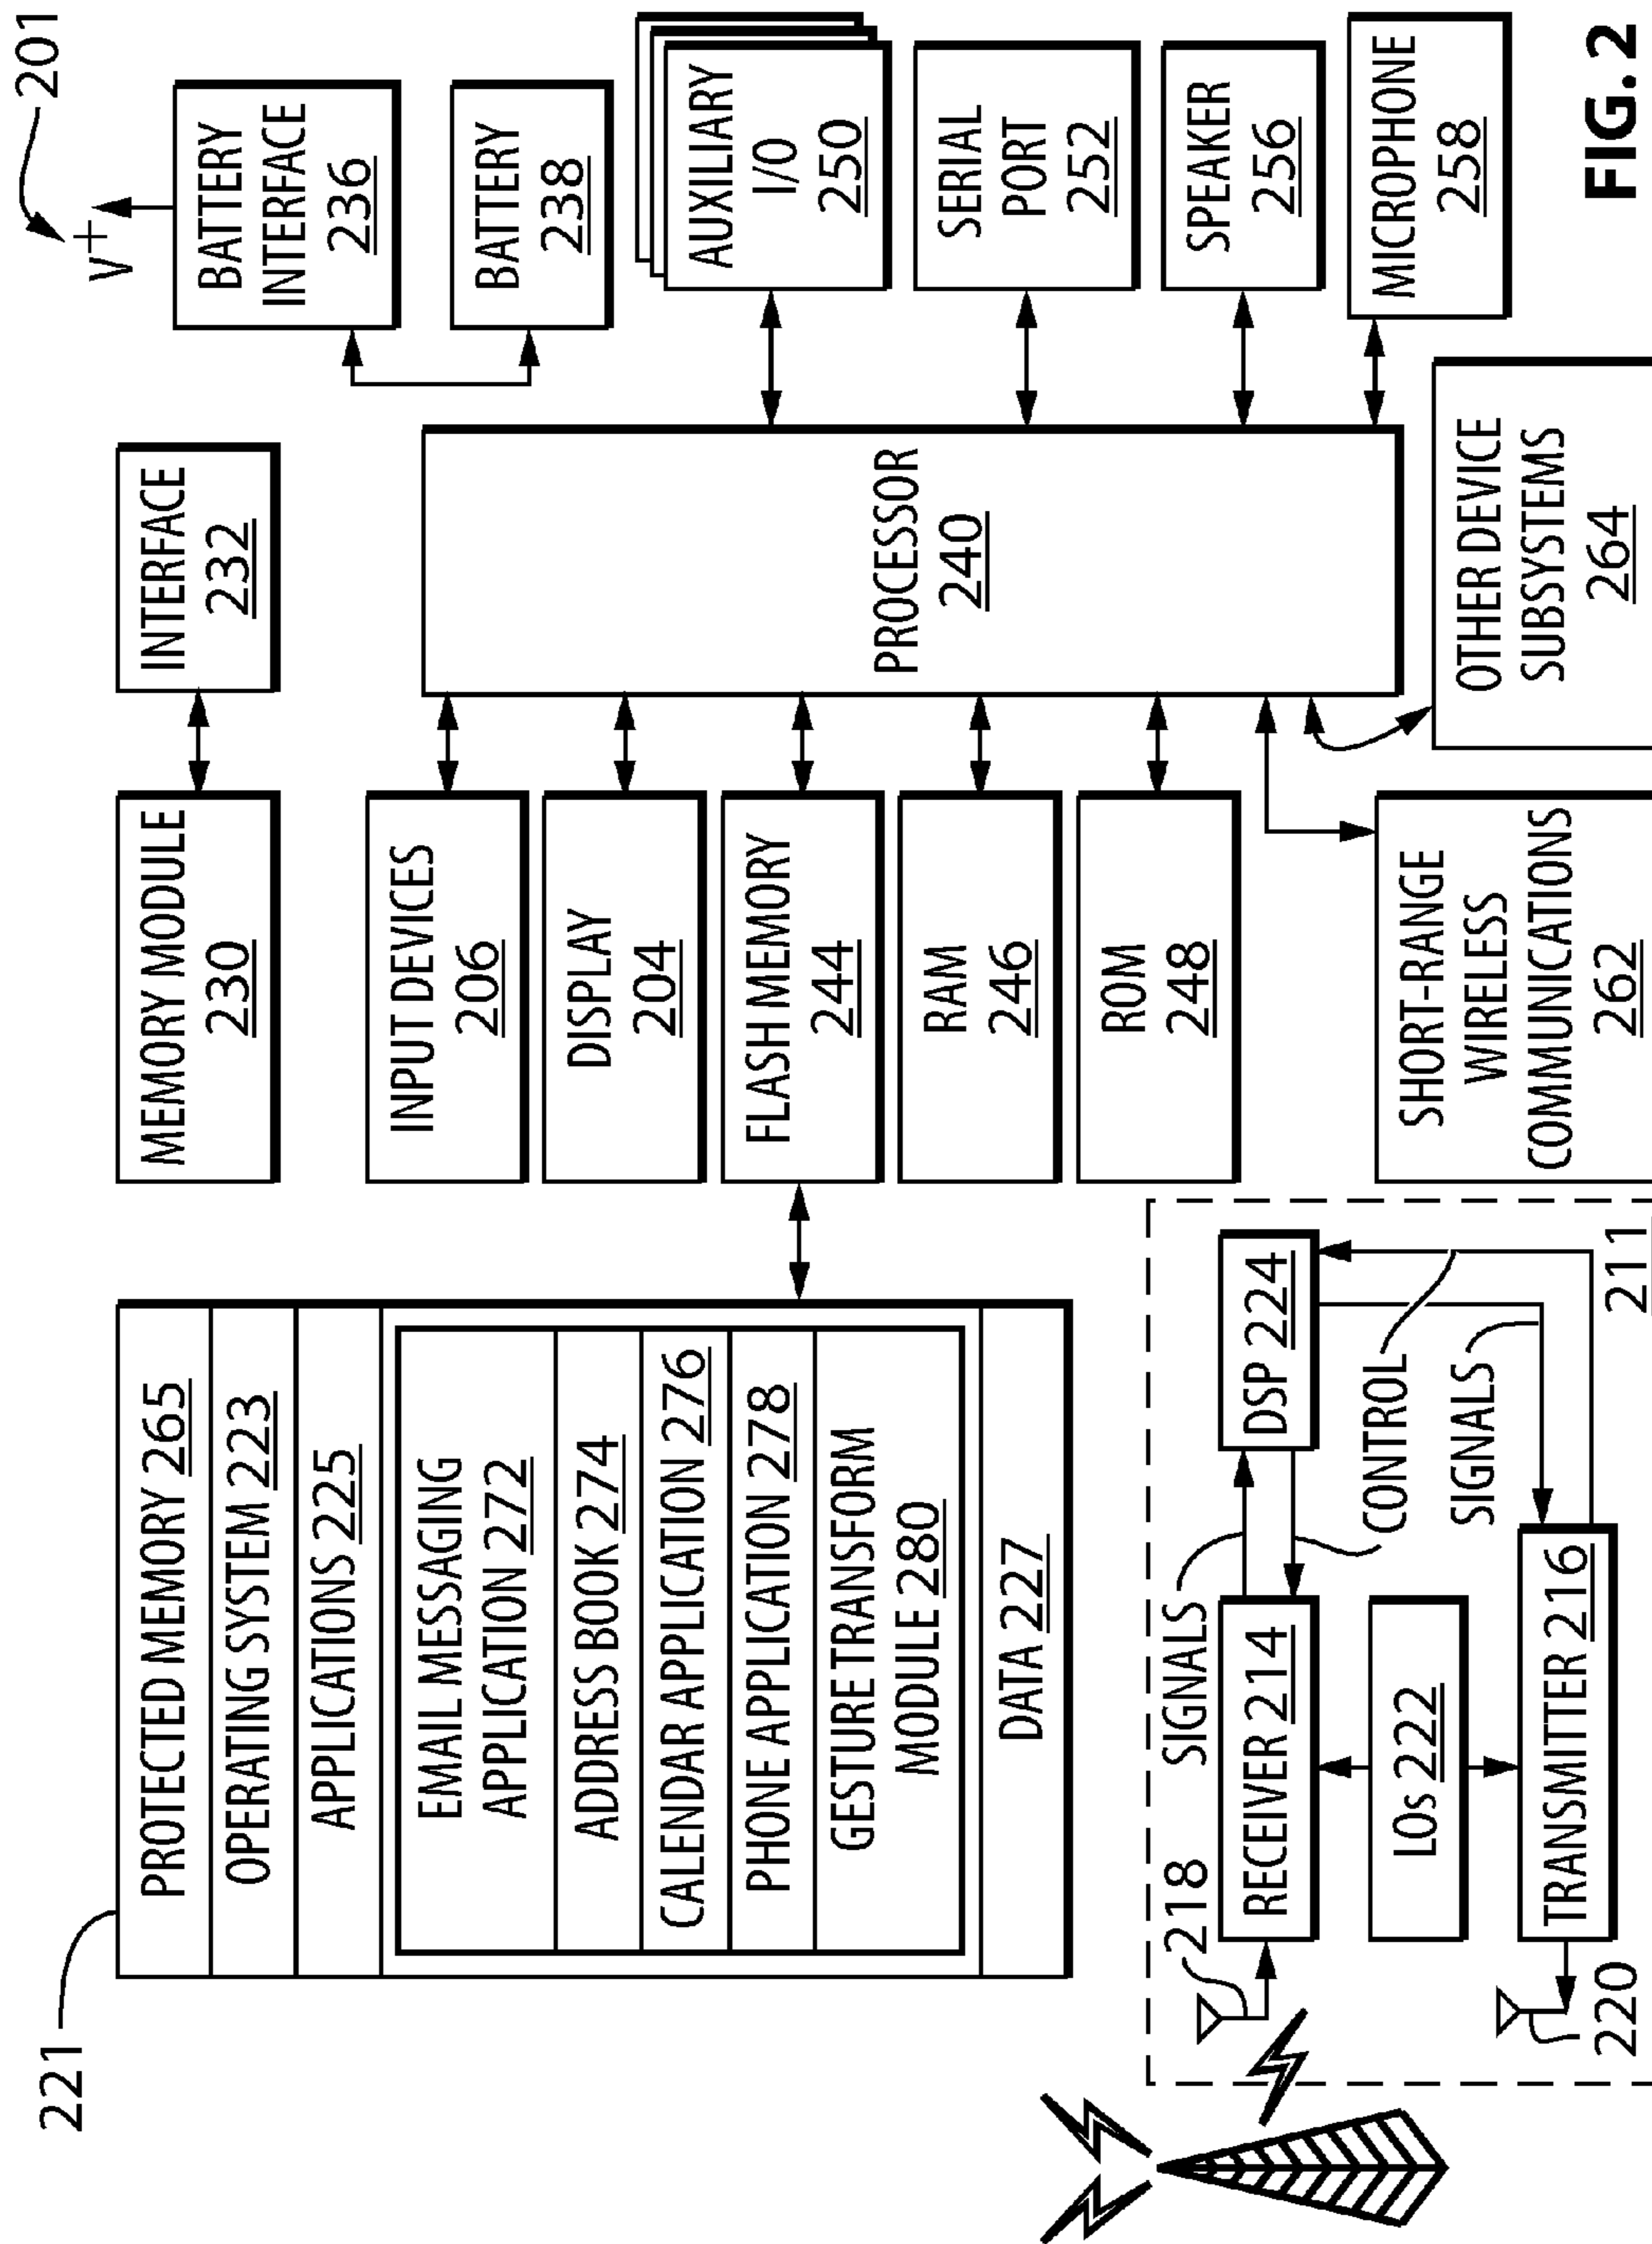 201
V+
221
PROTECTED MEMORY 265
OPERATING SYSTEM 223
APPLICATIONS 225
EMAIL MESSAGING
APPLICATION 272
ADDRESS BOOK 274
CALENDAR APPLICATION 276
PHONE APPLICATION 278
GESTURE TRANSFORM
MODULE 280
DATA 227
MEMORY MODULE
230
INTERFACE
232
BATTERY
INTERFACE
236
BATTERY
238
INPUT DEVICES
206
DISPLAY
204
FLASH MEMORY
244
RAM
246
ROM
248
PROCESSOR
240
AUXILIARY
I/O
250
SERIAL
PORT
252
SPEAKER
256
MICROPHONE
258
218
SIGNALS
RECEIVER 214
DSP 224
LOs 222
CONTROL
SIGNALS
TRANSMITTER 216
220
211
SHORT-RANGE
WIRELESS
COMMUNICATIONS
262
OTHER DEVICE
SUBSYSTEMS
264
FIG. 2